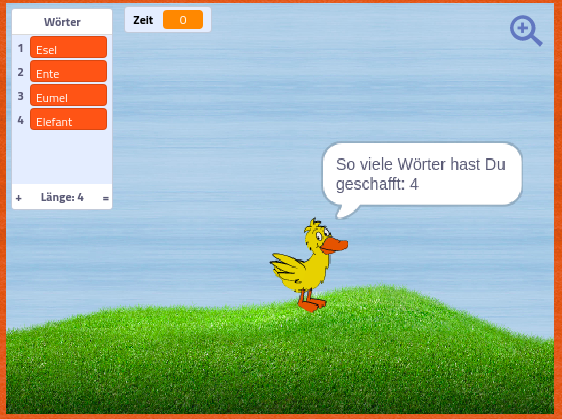 Wörter
1 Esel
2 Ente
3 Eumel
4 Elefant
+ Länge: 4 =
Zeit 0
So viele Wörter hast Du
geschafft: 4